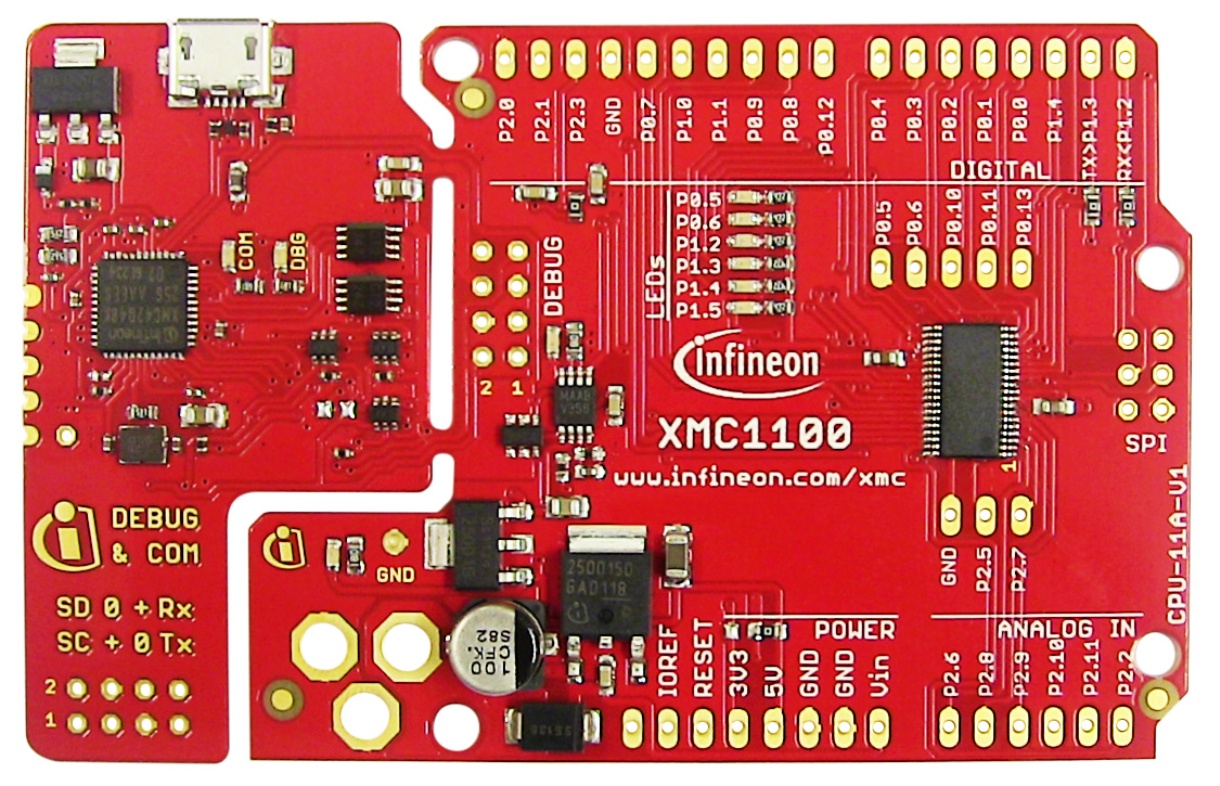 P2.0
P2.1
P2.3
GND
P0.7
P1.0
P1.1
P0.9
P0.8
P0.12
P0.4
P0.3
P0.2
P0.1
P0.0
P1.4
TX>P1.3
RX<P1.2
DIGITAL
LEDs
P0.5
P0.6
P1.2
P1.3
P1.4
P1.5
P0.5
P0.6
P0.10
P0.11
P0.13
COM
DBG
DEBUG
2 1
infineon
XMC1100
www.infineon.com/xmc
1
SPI
CPU-11A-V1
DEBUG
& COM
SD 0 + Rx
SC + 0 Tx
2
1
GND
2500150
GAD118
100
CFK.
S82
GND
P2.5
P2.7
IOREF
RESET
3V3
5V
GND
GND
Vin
POWER
ANALOG IN
P2.6
P2.8
P2.9
P2.10
P2.11
P2.2